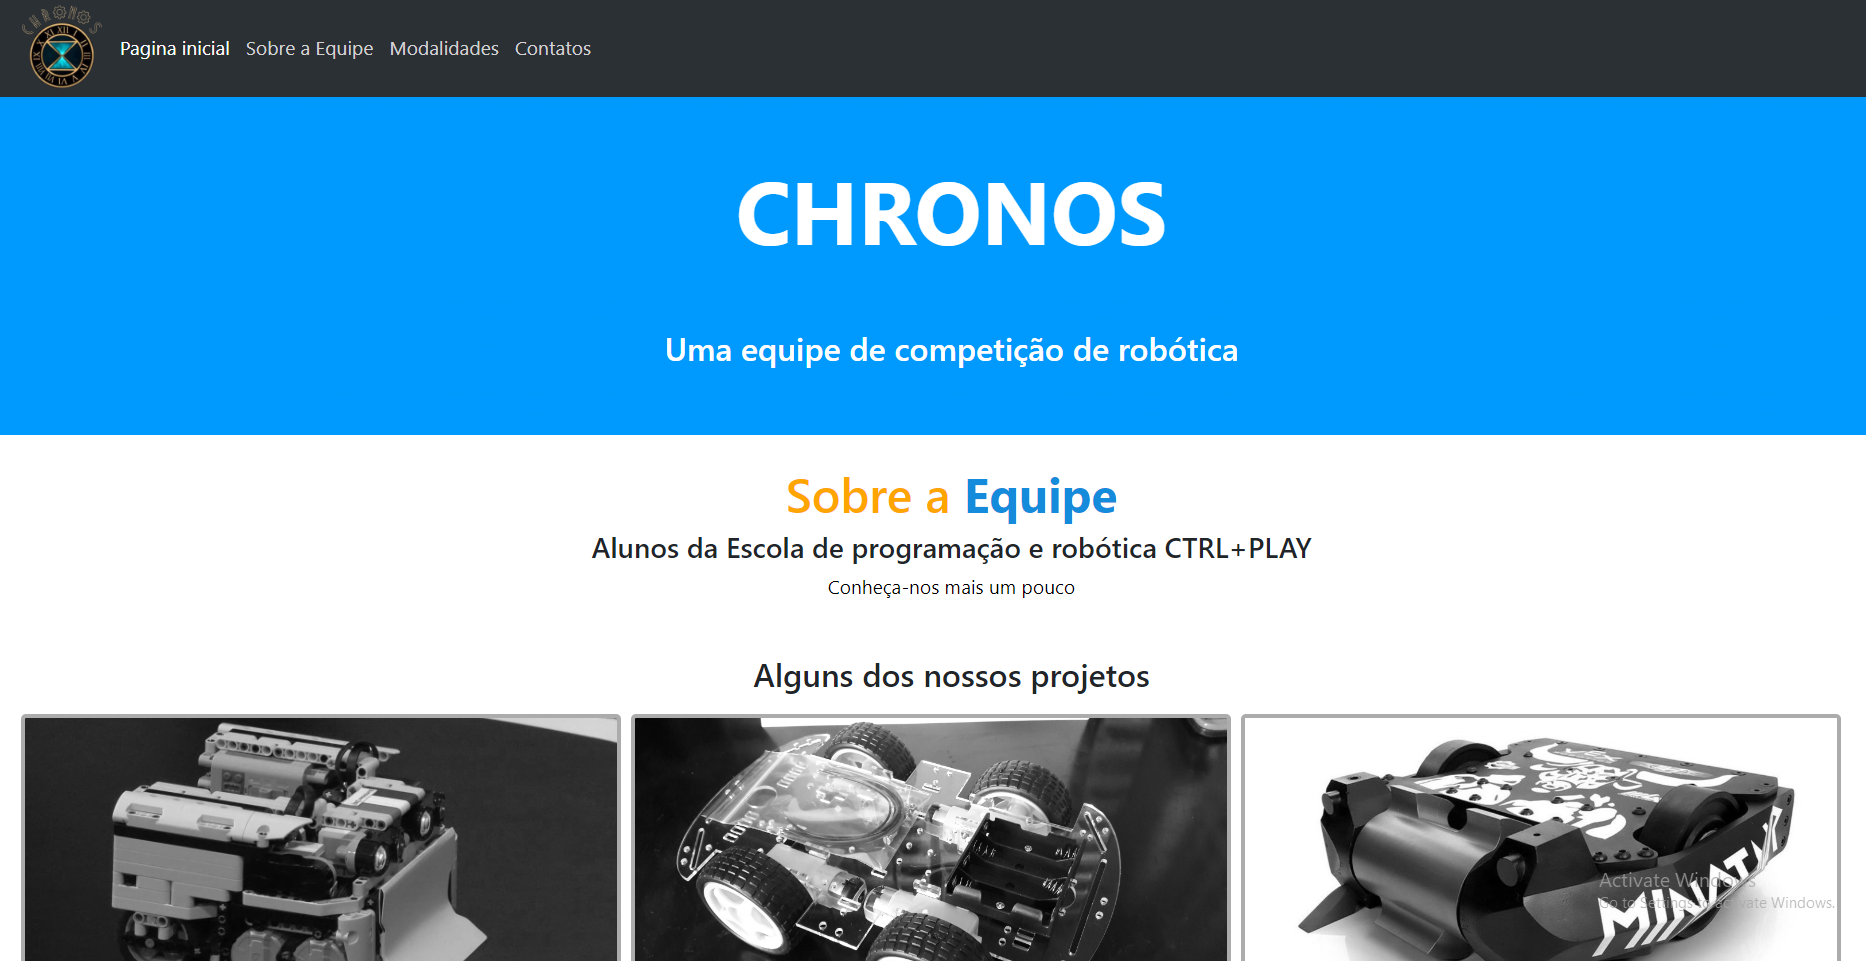 CHRONOS
Pagina inicial Sobre a Equipe Modalidades Contatos
CHRONOS
Uma equipe de competição de robótica
Sobre a Equipe
Alunos da Escola de programação e robótica CTRL+PLAY
Conheça-nos mais um pouco
Alguns dos nossos projetos
MINATAR
Activate Windows
Go to Settings to activate Windows.